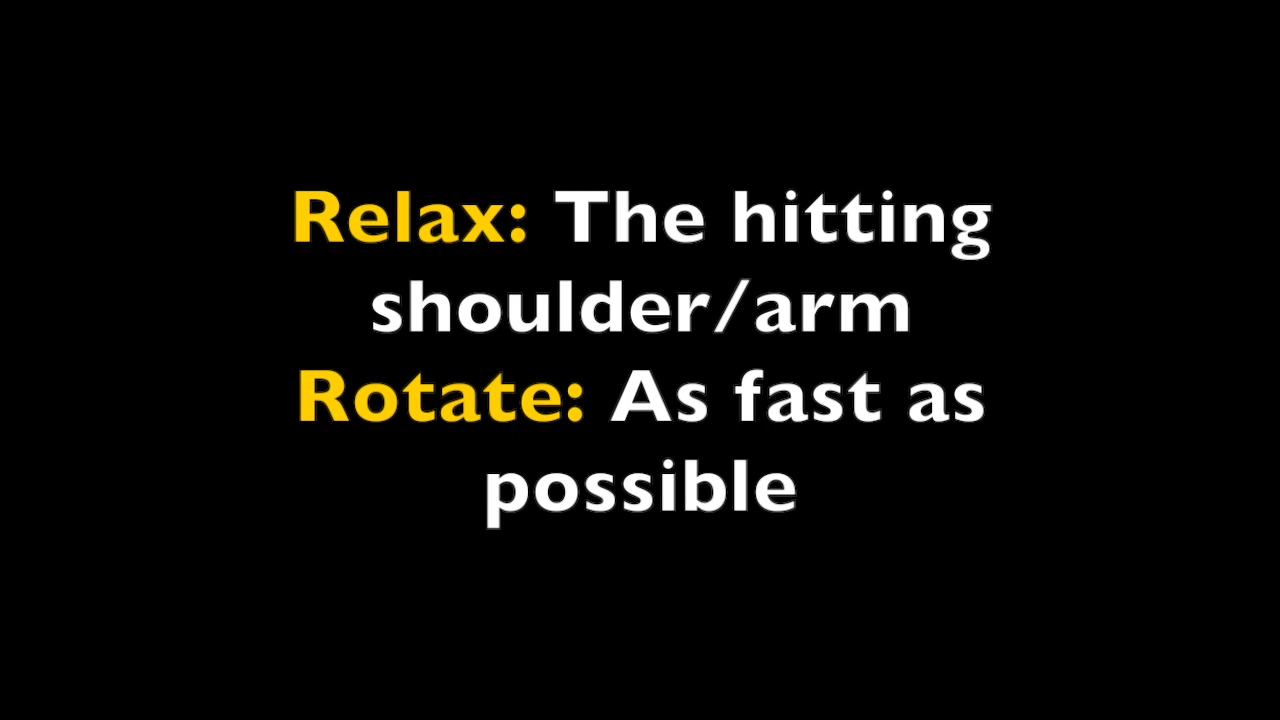 Relax: The hitting
shoulder/arm
Rotate: As fast as
possible